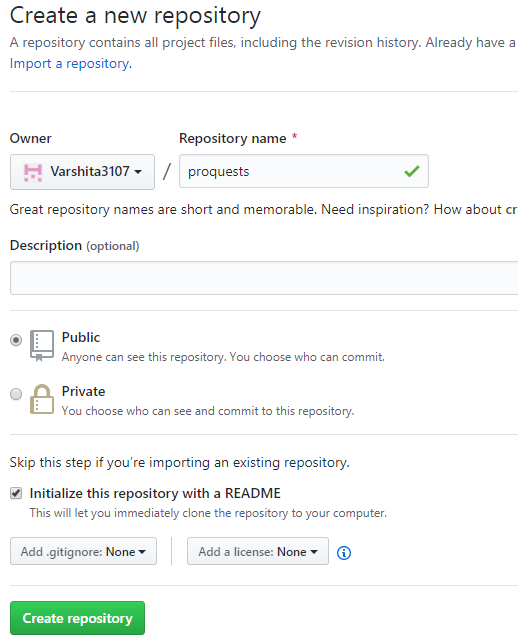 Create a new repository
A repository contains all project files, including the revision history. Already have a
Import a repository.
Owner
Repository name *
Varshita3107 / proquests
Great repository names are short and memorable. Need inspiration? How about cr
Description (optional)
Public
Anyone can see this repository. You choose who can commit.
Private
You choose who can see and commit to this repository.
Skip this step if you’re importing an existing repository.
Initialize this repository with a README
This will let you immediately clone the repository to your computer.
Add .gitignore: None
Add a license: None
Create repository